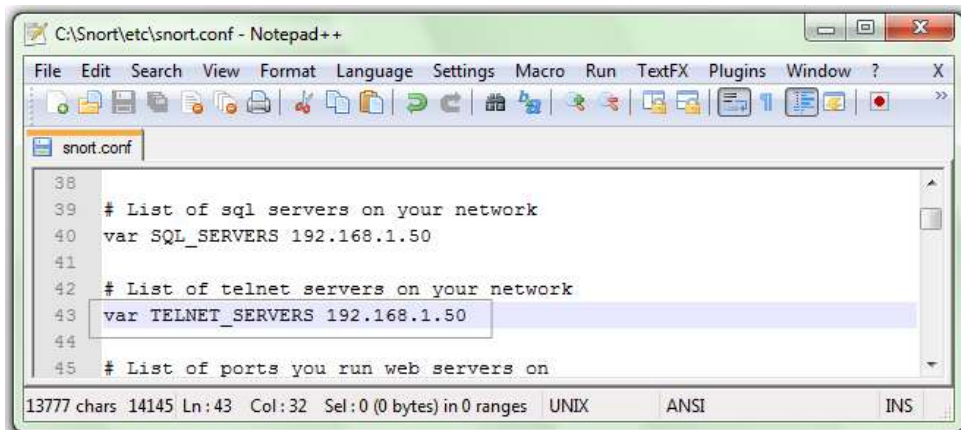 C:\Snort\etc\snort.conf - Notepad++
File Edit Search View Format Language Settings Macro Run TextFX Plugins Window ? X
snort.conf
38
39 # List of sql servers on your network
40 var SQL_SERVERS 192.168.1.50
41
42 # List of telnet servers on your network
43 var TELNET_SERVERS 192.168.1.50
44
45 # List of ports you run web servers on
13777 chars 14145 Ln : 43 Col : 32 Sel : 0 (0 bytes) in 0 ranges UNIX ANSI INS